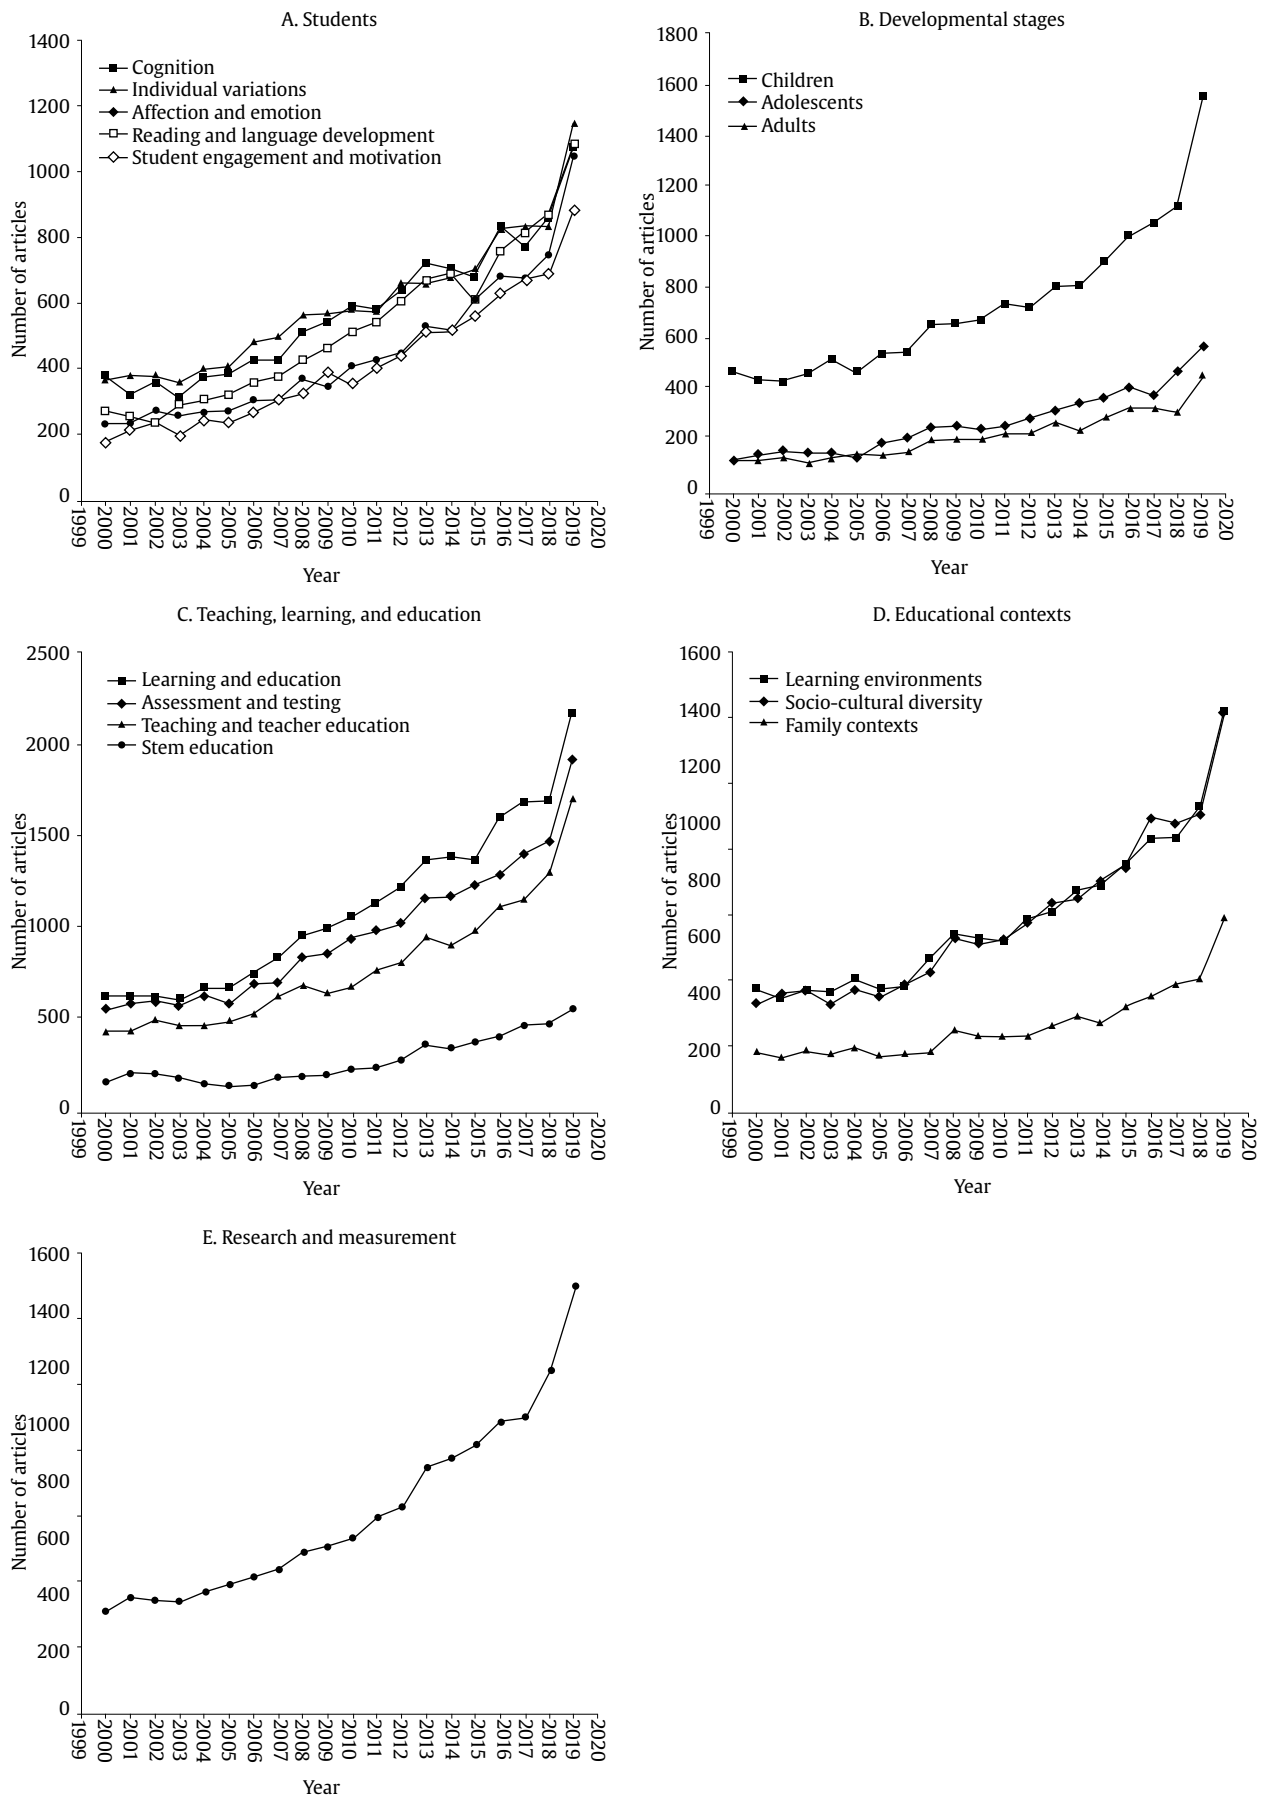 A. Students
1400
1200
1000
800
600
400
200
0
Number of articles
Cognition
Individual variations
Affection and emotion
Reading and language development
Student engagement and motivation
1999 2000 2001 2002 2003 2004 2005 2006 2007 2008 2009 2010 2011 2012 2013 2014 2015 2016 2017 2018 2019 2020
Year
B. Developmental stages
1800
1600
1400
1200
1000
800
600
400
200
0
Number of articles
Children
Adolescents
Adults
1999 2000 2001 2002 2003 2004 2005 2006 2007 2008 2009 2010 2011 2012 2013 2014 2015 2016 2017 2018 2019 2020
Year
C. Teaching, learning, and education
2500
2000
1500
1000
500
0
Number of articles
Learning and education
Assessment and testing
Teaching and teacher education
Stem education
1999 2000 2001 2002 2003 2004 2005 2006 2007 2008 2009 2010 2011 2012 2013 2014 2015 2016 2017 2018 2019 2020
Year
D. Educational contexts
1600
1400
1200
1000
800
600
400
200
0
Number of articles
Learning environments
Socio-cultural diversity
Family contexts
1999 2000 2001 2002 2003 2004 2005 2006 2007 2008 2009 2010 2011 2012 2013 2014 2015 2016 2017 2018 2019 2020
Year
E. Research and measurement
1600
1400
1200
1000
800
600
400
200
0
Number of articles
1999 2000 2001 2002 2003 2004 2005 2006 2007 2008 2009 2010 2011 2012 2013 2014 2015 2016 2017 2018 2019 2020
Year